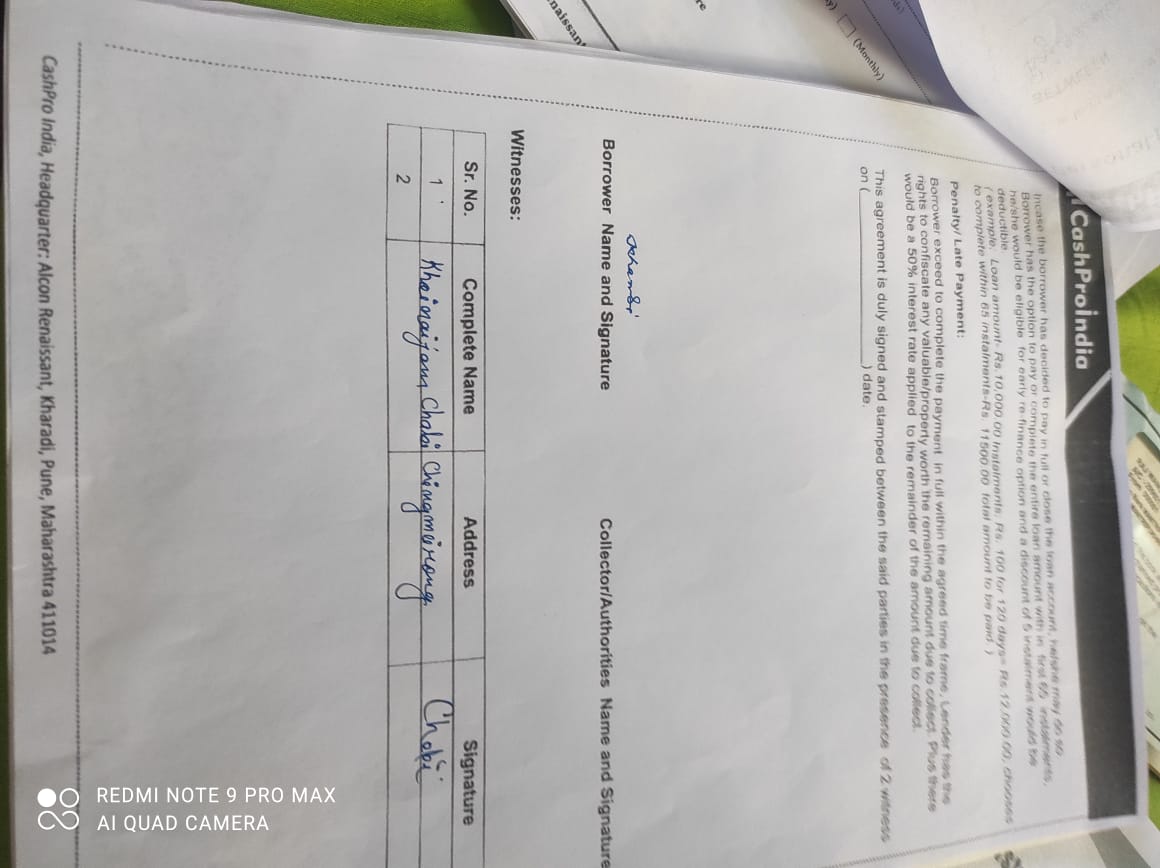 CashProindia
Incase the borrower has decided to pay in full or close the loan account, he/she may do so
Borrower has the option to pay or complete the entire loan amount with in first 65 instalments.
he/she would be eligible for early re-finance option and a discount of 5 instalment would be
deductible
( example. Loan amount- Rs.10,000.00 Instalments: Rs. 100 for 120 days= Rs.12,000.00, chooses
to complete within 65 instalments-Rs. 11500.00 total amount to be paid )
Penalty/ Late Payment:
Borrower exceed to complete the payment in full within the agreed time frame, Lender has the
rights to confiscate any valuable/property worth the remaining amount due to collect. Plus there
would be a 50% interest rate applied to the remainder of the amount due to collect.
This agreement is duly signed and stamped between the said parties in the presence of 2 witness
on (____________________) date.
Borrower Name and Signature Collector/Authorities Name and Signature
Witnesses:
Sr. No. Complete Name Address Signature
1 Khairaijam Chabi Chingmeirong Chabi
2
CashPro India, Headquarter: Alcon Renaissant, Kharadi, Pune, Maharashtra 411014
(Monthly)
REDMI NOTE 9 PRO MAX
AI QUAD CAMERA